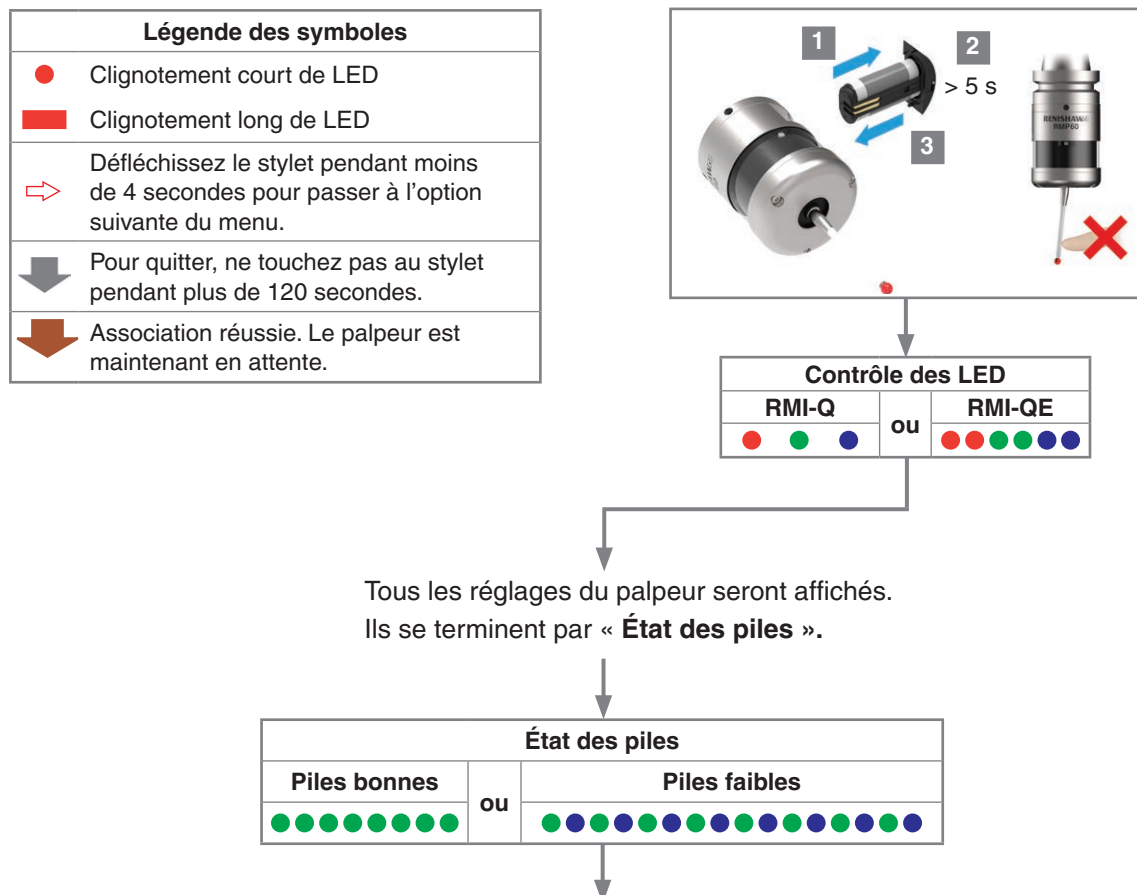 Légende des symboles
Clignotement court de LED
Clignotement long de LED
Défléchissez le stylet pendant moins
de 4 secondes pour passer à l'option
suivante du menu.
Pour quitter, ne touchez pas au stylet
pendant plus de 120 secondes.
Association réussie. Le palpeur est
maintenant en attente.
1
2
> 5 s
3
RENISHAW
RMP60
Contrôle des LED
RMI-Q
ou
RMI-QE
Tous les réglages du palpeur seront affichés.
Ils se terminent par « État des piles ».
État des piles
Piles bonnes
ou
Piles faibles